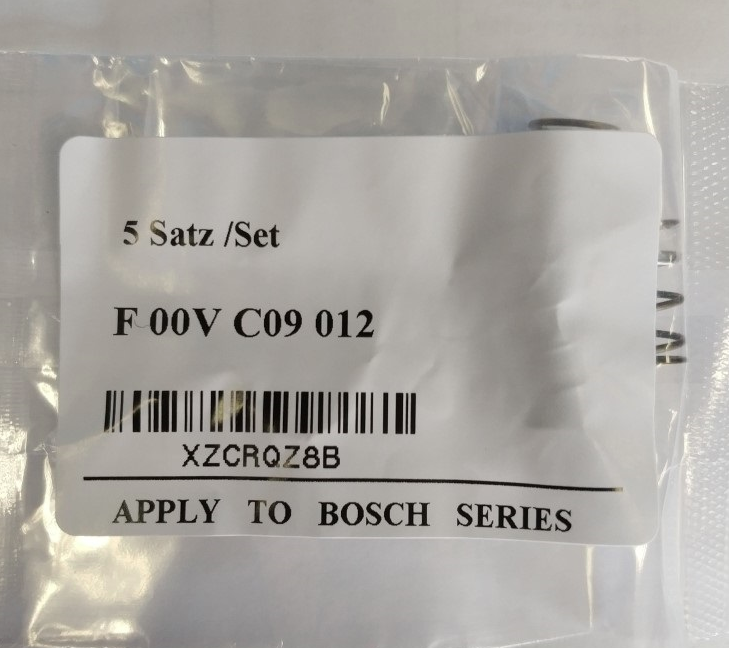 5 Satz /Set
F 00V C09 012
XZCRQZ8B
APPLY TO BOSCH SERIES